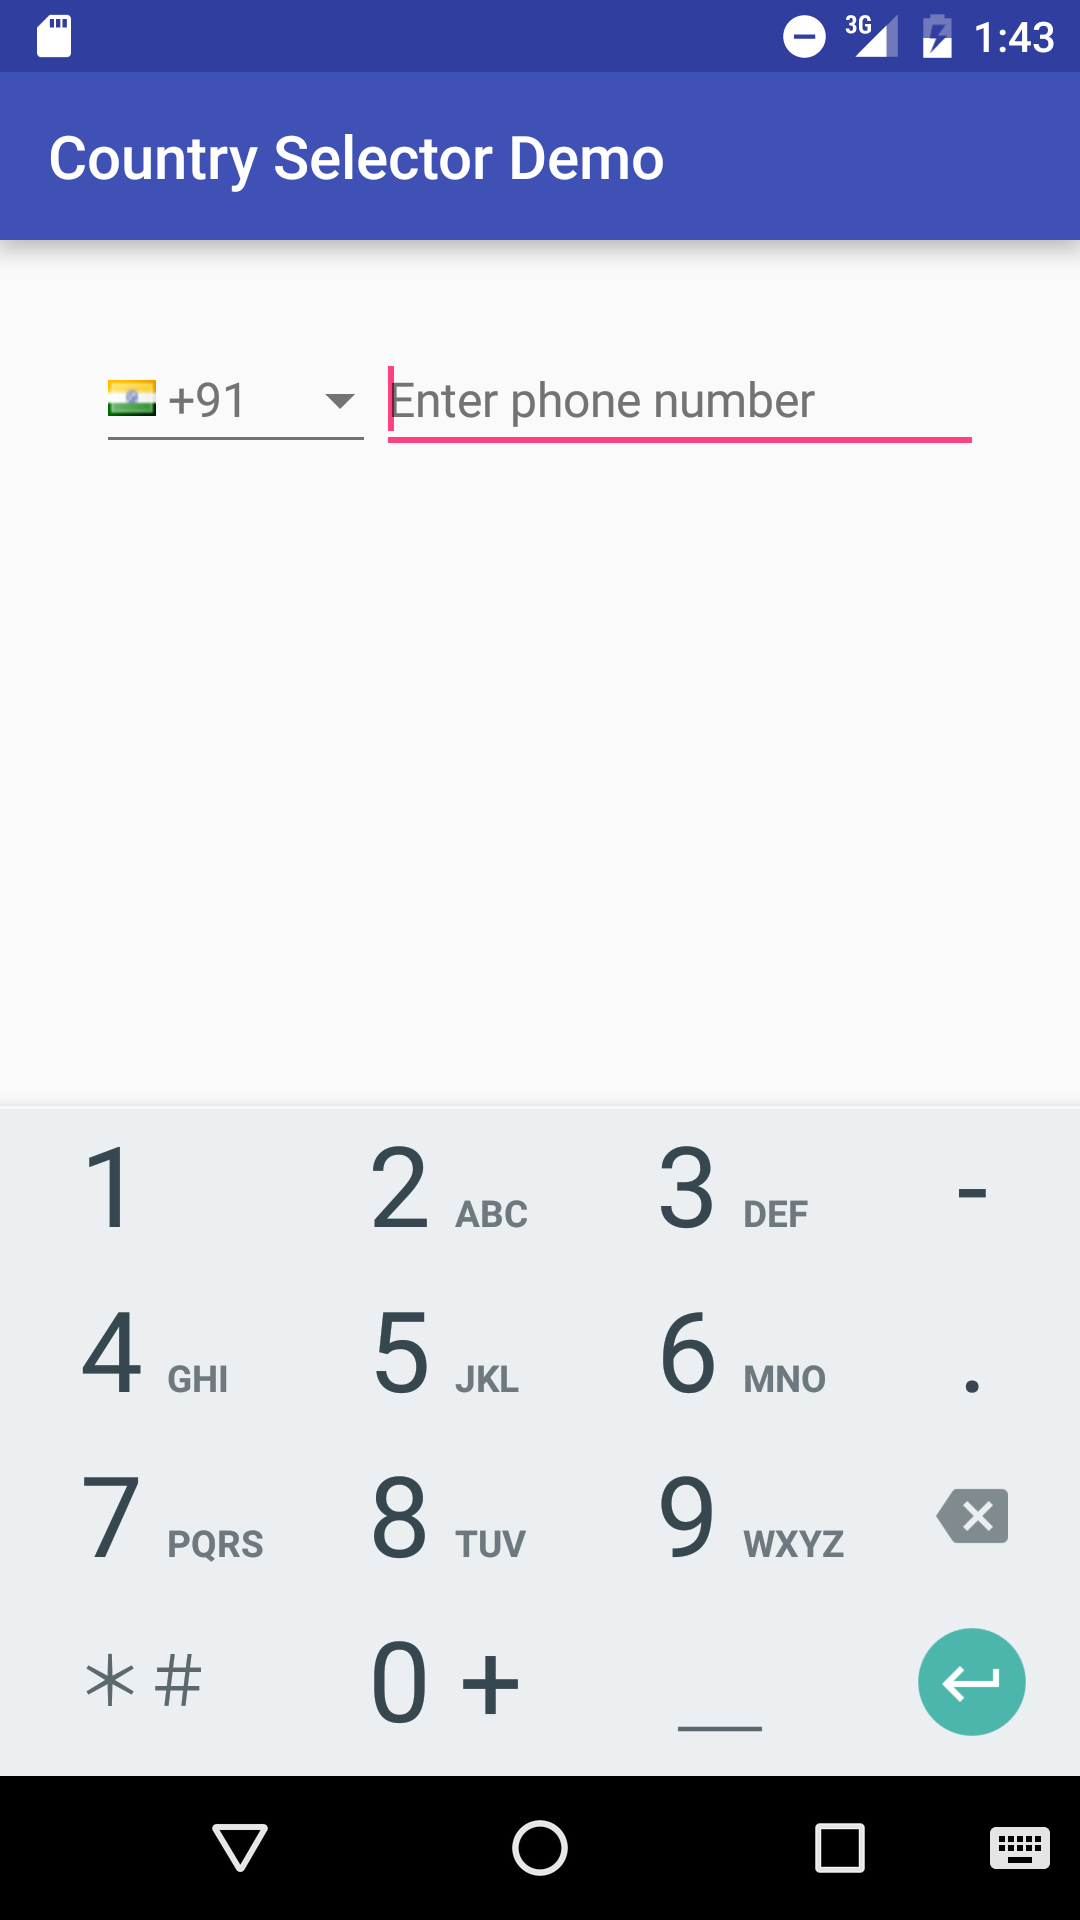 3G 1:43
Country Selector Demo
+91 Enter phone number
1 2 ABC 3 DEF -
4 GHI 5 JKL 6 MNO .
7 PQRS 8 TUV 9 WXYZ
*# 0 + _